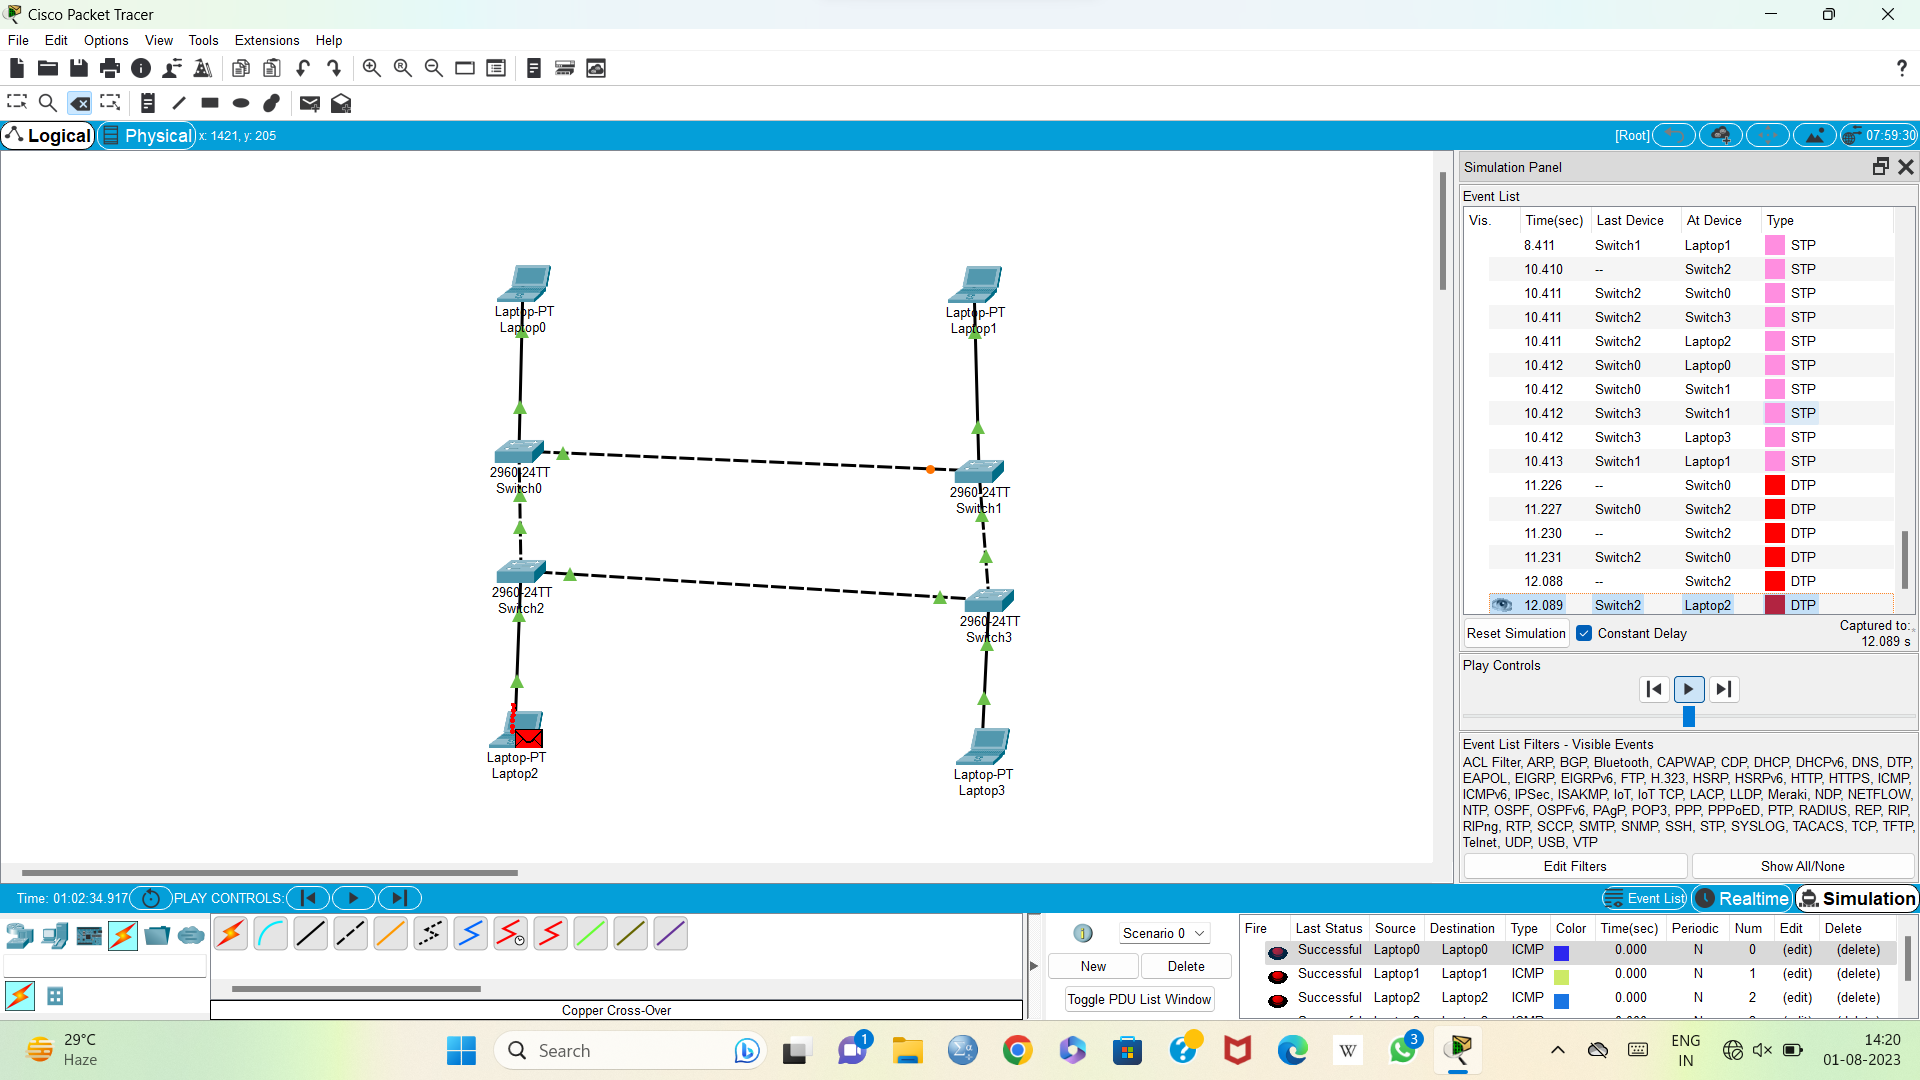 Cisco Packet Tracer
File Edit Options View Tools Extensions Help
Logical Physical x: 1421, y: 205 [Root] 07:59:30
Simulation Panel
Event List
Vis. Time(sec) Last Device At Device Type
8.411 Switch1 Laptop1 STP
10.410 -- Switch2 STP
10.411 Switch2 Switch0 STP
10.411 Switch2 Switch3 STP
10.411 Switch2 Laptop2 STP
10.412 Switch0 Laptop0 STP
10.412 Switch0 Switch1 STP
10.412 Switch3 Switch1 STP
10.412 Switch3 Laptop3 STP
10.413 Switch1 Laptop1 STP
11.226 -- Switch0 DTP
11.227 Switch0 Switch2 DTP
11.230 -- Switch2 DTP
11.231 Switch2 Switch0 DTP
12.088 -- Switch2 DTP
12.089 Switch2 Laptop2 DTP
Reset Simulation Constant Delay Captured to:
12.089 s
Play Controls
Event List Filters - Visible Events
ACL Filter, ARP, BGP, Bluetooth, CAPWAP, CDP, DHCP, DHCPv6, DNS, DTP,
EAPOL, EIGRP, EIGRPv6, FTP, H.323, HSRP, HSRPv6, HTTP, HTTPS, ICMP,
ICMPv6, IPSec, ISAKMP, IoT, IoT TCP, LACP, LLDP, Meraki, NDP, NETFLOW,
NTP, OSPF, OSPFv6, PAgP, POP3, PPP, PPPoED, PTP, RADIUS, REP, RIP,
RIPng, RTP, SCCP, SMTP, SNMP, SSH, STP, SYSLOG, TACACS, TCP, TFTP,
Telnet, UDP, USB, VTP
Edit Filters Show All/None
Laptop-PT
Laptop0
Laptop-PT
Laptop1
2960-24TT
Switch0
2960-24TT
Switch1
2960-24TT
Switch2
2960-24TT
Switch3
Laptop-PT
Laptop2
Laptop-PT
Laptop3
Time: 01:02:34.917 PLAY CONTROLS: Event List Realtime Simulation
Copper Cross-Over
Scenario 0
New Delete
Toggle PDU List Window
Fire Last Status Source Destination Type Color Time(sec) Periodic Num Edit Delete
Successful Laptop0 Laptop0 ICMP 0.000 N 0 (edit) (delete)
Successful Laptop1 Laptop1 ICMP 0.000 N 1 (edit) (delete)
Successful Laptop2 Laptop2 ICMP 0.000 N 2 (edit) (delete)
29°C
Haze
Search
1
W
3
ENG
IN
14:20
01-08-2023